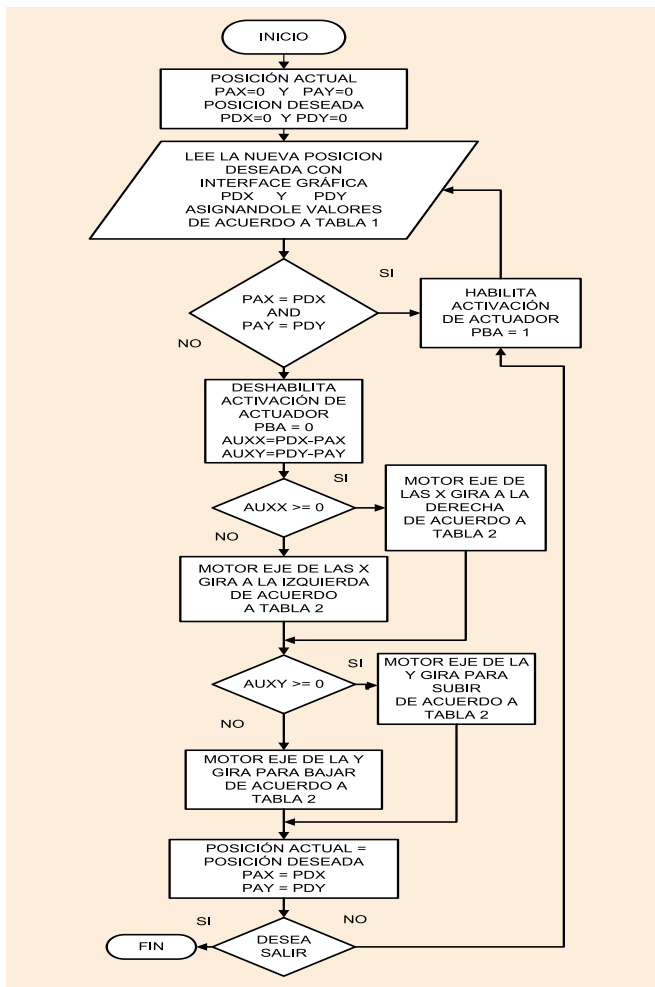 INICIO
POSICIÓN ACTUAL
PAX=0 Y PAY=0
POSICION DESEADA
PDX=0 Y PDY=0
LEE LA NUEVA POSICION
DESEADA CON
INTERFACE GRÁFICA
PDX Y PDY
ASIGNANDOLE VALORES
DE ACUERDO A TABLA 1
PAX = PDX
AND
PAY = PDY
SI
NO
HABILITA
ACTIVACIÓN
DE ACTUADOR
PBA = 1
DESHABILITA
ACTIVACIÓN DE
ACTUADOR
PBA = 0
AUXX=PDX-PAX
AUXY=PDY-PAY
AUXX >= 0
SI
NO
MOTOR EJE DE
LAS X GIRA A LA
DERECHA
DE ACUERDO A
TABLA 2
MOTOR EJE DE LAS X
GIRA A LA IZQUIERDA
DE ACUERDO
A TABLA 2
AUXY >= 0
SI
NO
MOTOR EJE DE LA
Y GIRA PARA
SUBIR
DE ACUERDO A
TABLA 2
MOTOR EJE DE LA Y
GIRA PARA BAJAR
DE ACUERDO A
TABLA 2
POSICIÓN ACTUAL =
POSICIÓN DESEADA
PAX = PDX
PAY = PDY
SI
NO
DESEA
SALIR
FIN